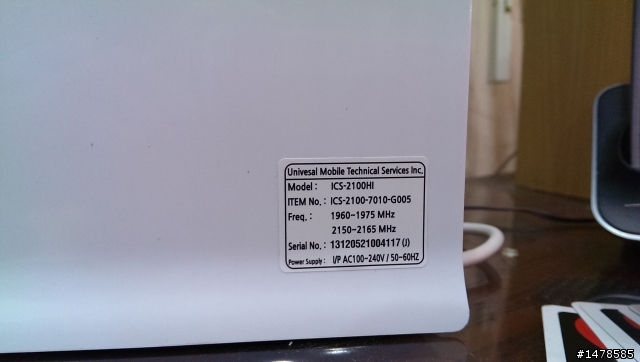 Univesal Mobile Technical Services Inc.
Model : ICS-2100HI
ITEM No. : ICS-2100-7010-G005
Freq. : 1960-1975 MHz
2150-2165 MHz
Serial No. : 13120521004117 (J)
Power Supply : I/P AC100-240V / 50-60HZ
#1478585